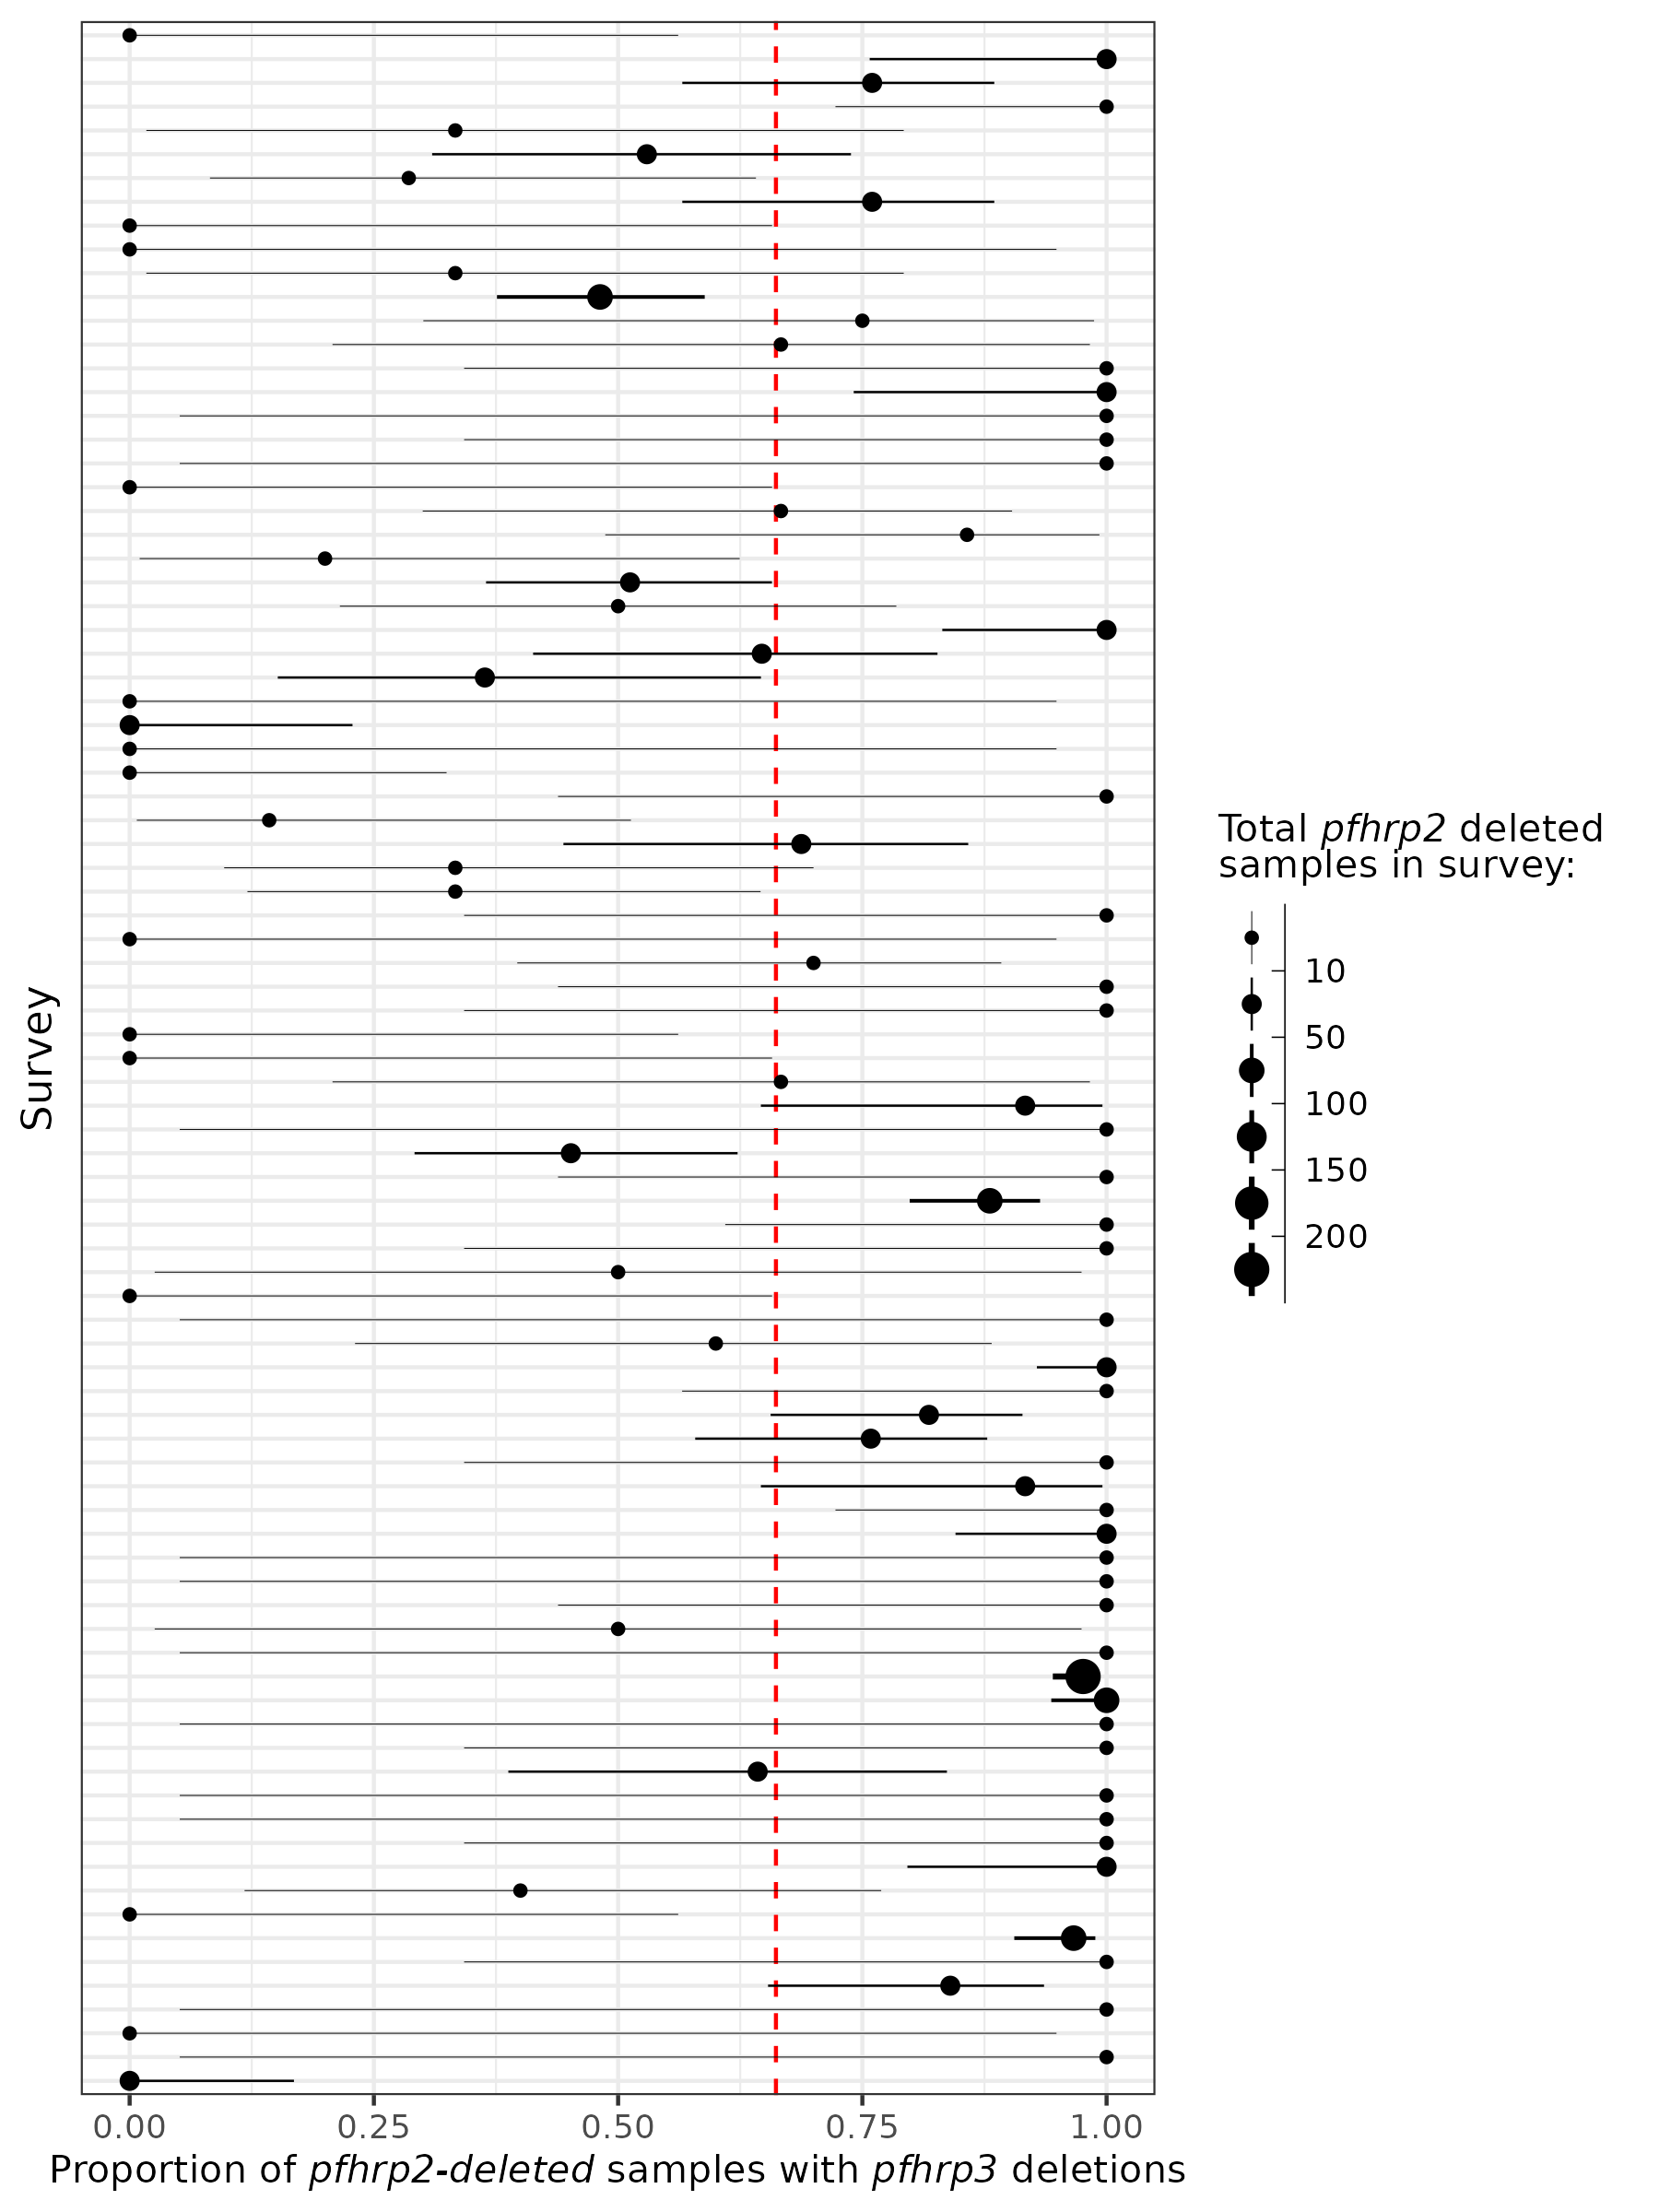 Survey
Total pfhrp2 deleted
samples in survey:
10
50
100
150
200
0.00 0.25 0.50 0.75 1.00
Proportion of pfhrp2-deleted samples with pfhrp3 deletions